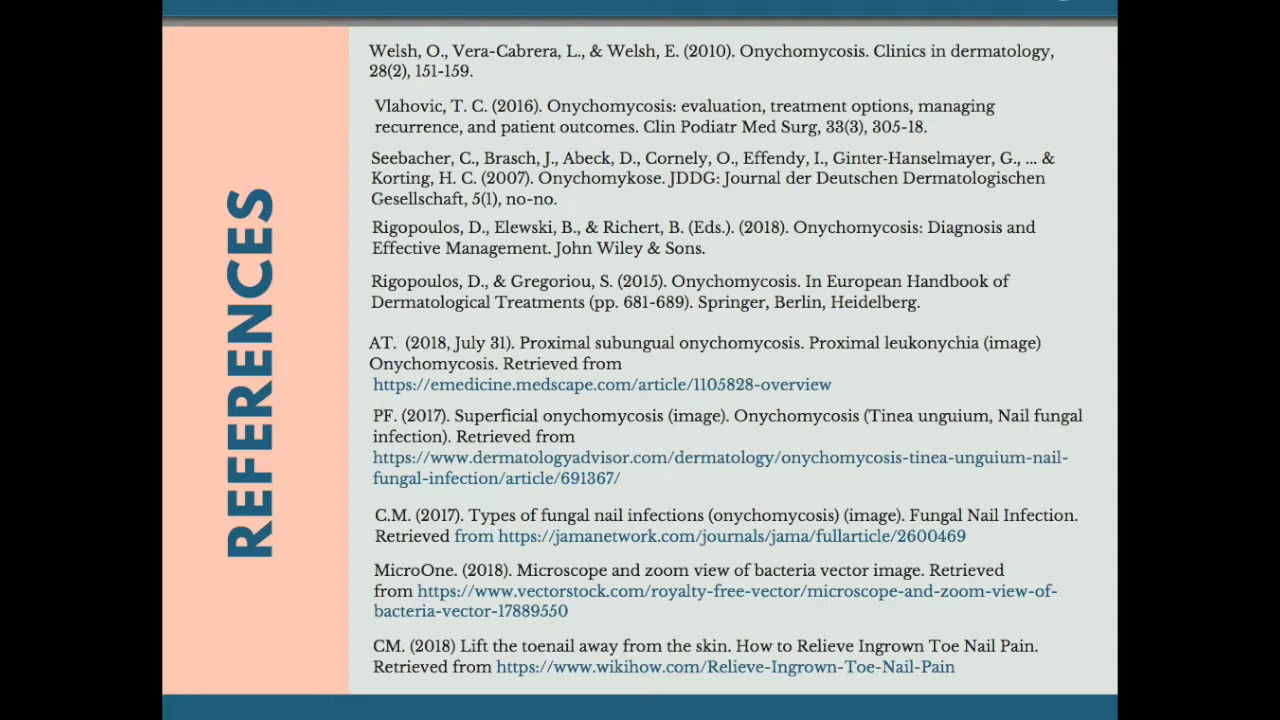 REFERENCES
Welsh, O., Vera-Cabrera, L., & Welsh, E. (2010). Onychomycosis. Clinics in dermatology,
28(2), 151-159.
Vlahovic, T. C. (2016). Onychomycosis: evaluation, treatment options, managing
recurrence, and patient outcomes. Clin Podiatr Med Surg, 33(3), 305-18.
Seebacher, C., Brasch, J., Abeck, D., Cornely, O., Effendy, I., Ginter-Hanselmayer, G., ... &
Korting, H. C. (2007). Onychomykose. JDDG: Journal der Deutschen Dermatologischen
Gesellschaft, 5(1), no-no.
Rigopoulos, D., Elewski, B., & Richert, B. (Eds.). (2018). Onychomycosis: Diagnosis and
Effective Management. John Wiley & Sons.
Rigopoulos, D., & Gregoriou, S. (2015). Onychomycosis. In European Handbook of
Dermatological Treatments (pp. 681-689). Springer, Berlin, Heidelberg.
AT. (2018, July 31). Proximal subungual onychomycosis. Proximal leukonychia (image)
Onychomycosis. Retrieved from
https://emedicine.medscape.com/article/1105828-overview
PF. (2017). Superficial onychomycosis (image). Onychomycosis (Tinea unguium, Nail fungal
infection). Retrieved from
https://www.dermatologyadvisor.com/dermatology/onychomycosis-tinea-unguium-nail-
fungal-infection/article/691367/
C.M. (2017). Types of fungal nail infections (onychomycosis) (image). Fungal Nail Infection.
Retrieved from https://jamanetwork.com/journals/jama/fullarticle/2600469
MicroOne. (2018). Microscope and zoom view of bacteria vector image. Retrieved
from https://www.vectorstock.com/royalty-free-vector/microscope-and-zoom-view-of-
bacteria-vector-17889550
CM. (2018) Lift the toenail away from the skin. How to Relieve Ingrown Toe Nail Pain.
Retrieved from https://www.wikihow.com/Relieve-Ingrown-Toe-Nail-Pain